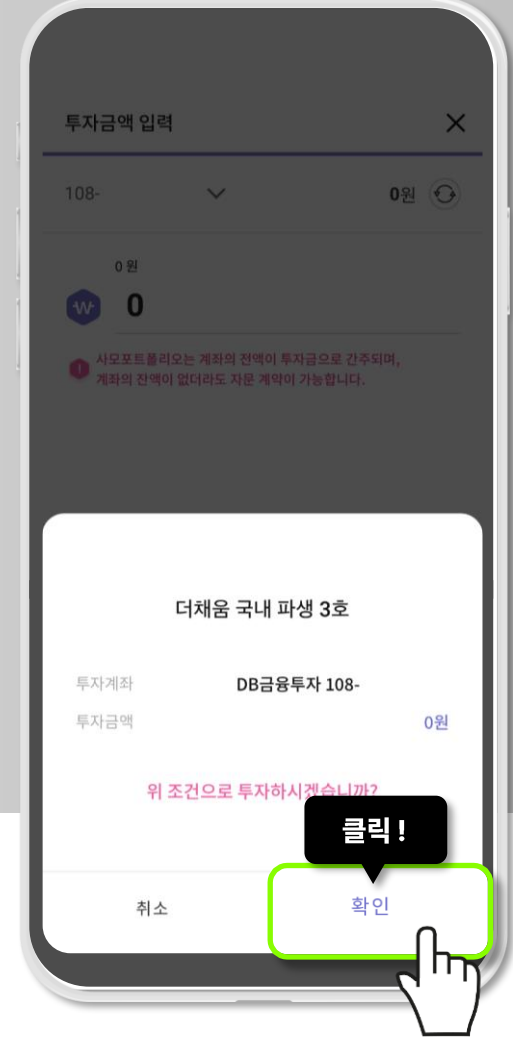 투자금액 입력
108-
0원
0 원
0
사모포트폴리오는 계좌의 전액이 투자금으로 간주되며,
계좌의 잔액이 없더라도 자문 계약이 가능합니다.
더채움 국내 파생 3호
투자계좌 DB금융투자 108-
투자금액 0원
위 조건으로 투자하시겠습니까?
클릭 !
취소
확인